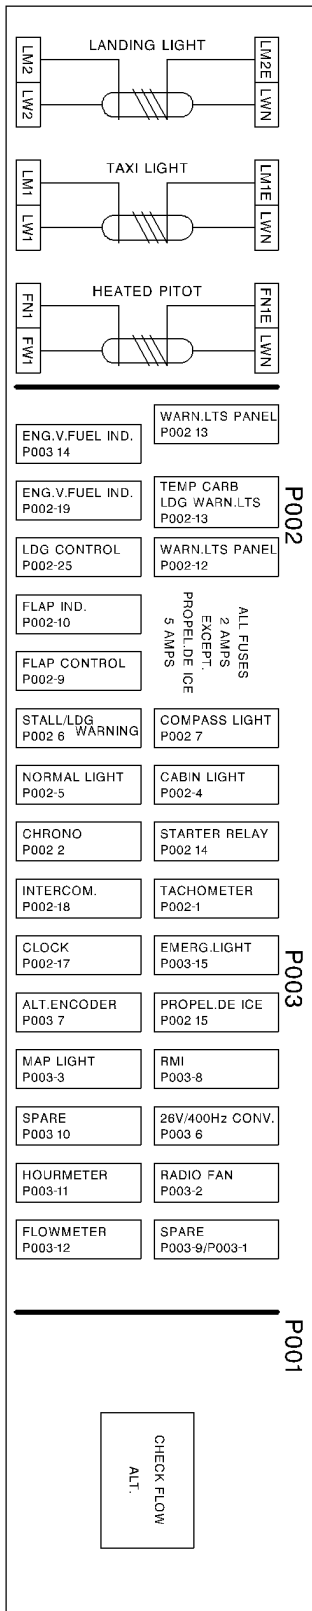 LANDING LIGHT
LM2
LW2
LM2E
LWN
TAXI LIGHT
LM1
LW1
LM1E
LWN
HEATED PITOT
FN1
FW1
FN1E
LWN
P002
WARN.LTS PANEL
P002 13
ENG.V.FUEL IND.
P003 14
ENG.V.FUEL IND.
P002-19
TEMP CARB
LDG WARN.LTS
P002-13
LDG CONTROL
P002-25
WARN.LTS PANEL
P002-12
FLAP IND.
P002-10
FLAP CONTROL
P002-9
ALL FUSES
2 AMPS
EXCEPT.
PROPEL.DE ICE
5 AMPS
STALL/LDG
P002 6 WARNING
COMPASS LIGHT
P002 7
NORMAL LIGHT
P002-5
CABIN LIGHT
P002-4
CHRONO
P002 2
STARTER RELAY
P002 14
INTERCOM.
P002-18
TACHOMETER
P002-1
P003
CLOCK
P002-17
EMERG.LIGHT
P003-15
ALT.ENCODER
P003 7
PROPEL.DE ICE
P002 15
MAP LIGHT
P003-3
RMI
P003-8
SPARE
P003 10
26V/400Hz CONV.
P003 6
HOURMETER
P003-11
RADIO FAN
P003-2
FLOWMETER
P003-12
SPARE
P003-9/P003-1
P001
CHECK FLOW
ALT.